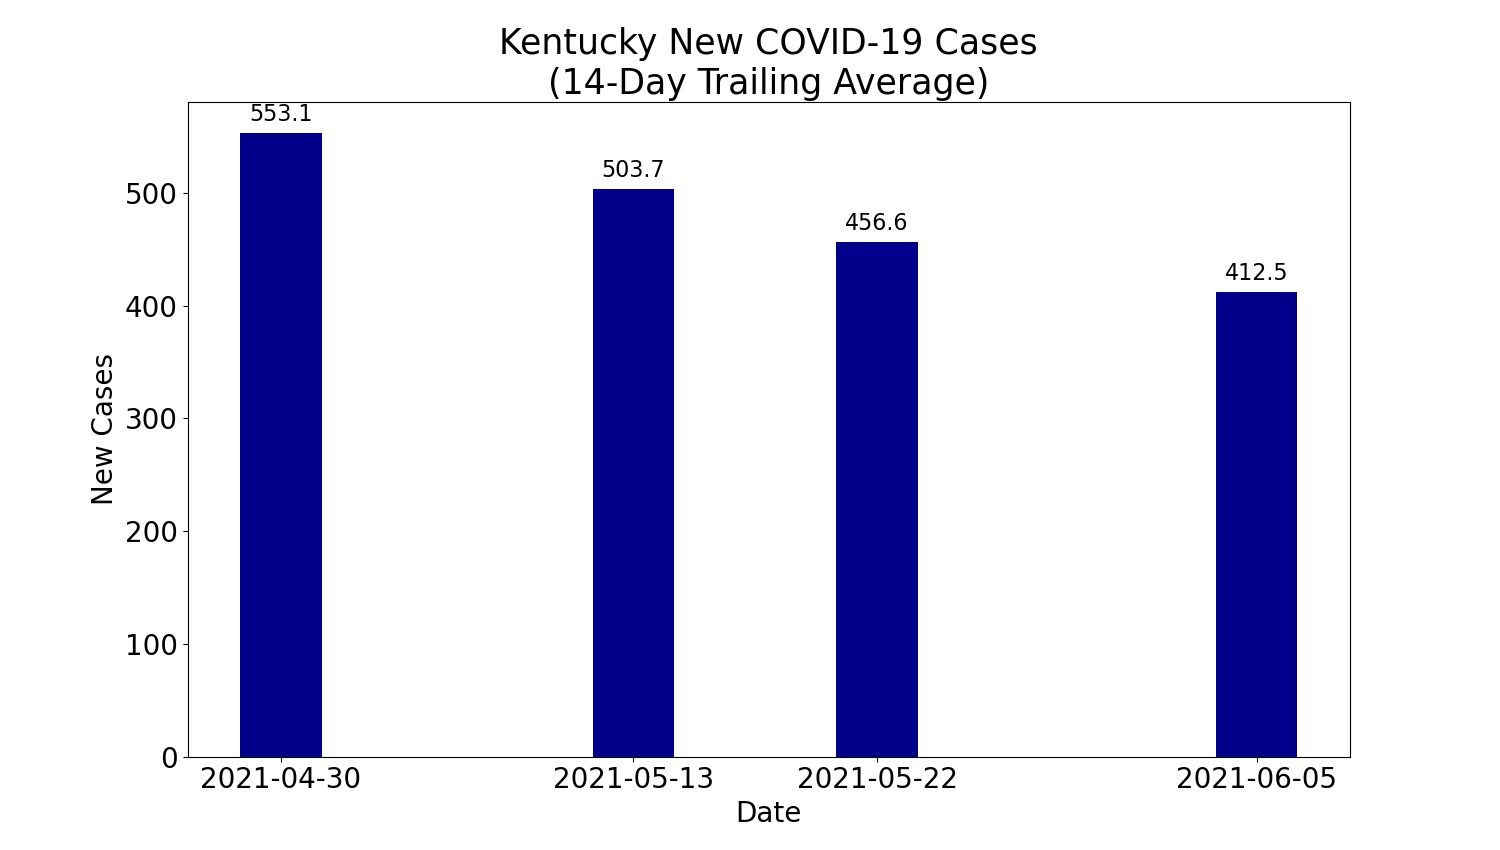 Kentucky New COVID-19 Cases
(14-Day Trailing Average)
553.1
503.7
456.6
412.5
500
400
300
200
100
0
New Cases
2021-04-30 2021-05-13 2021-05-22 2021-06-05
Date